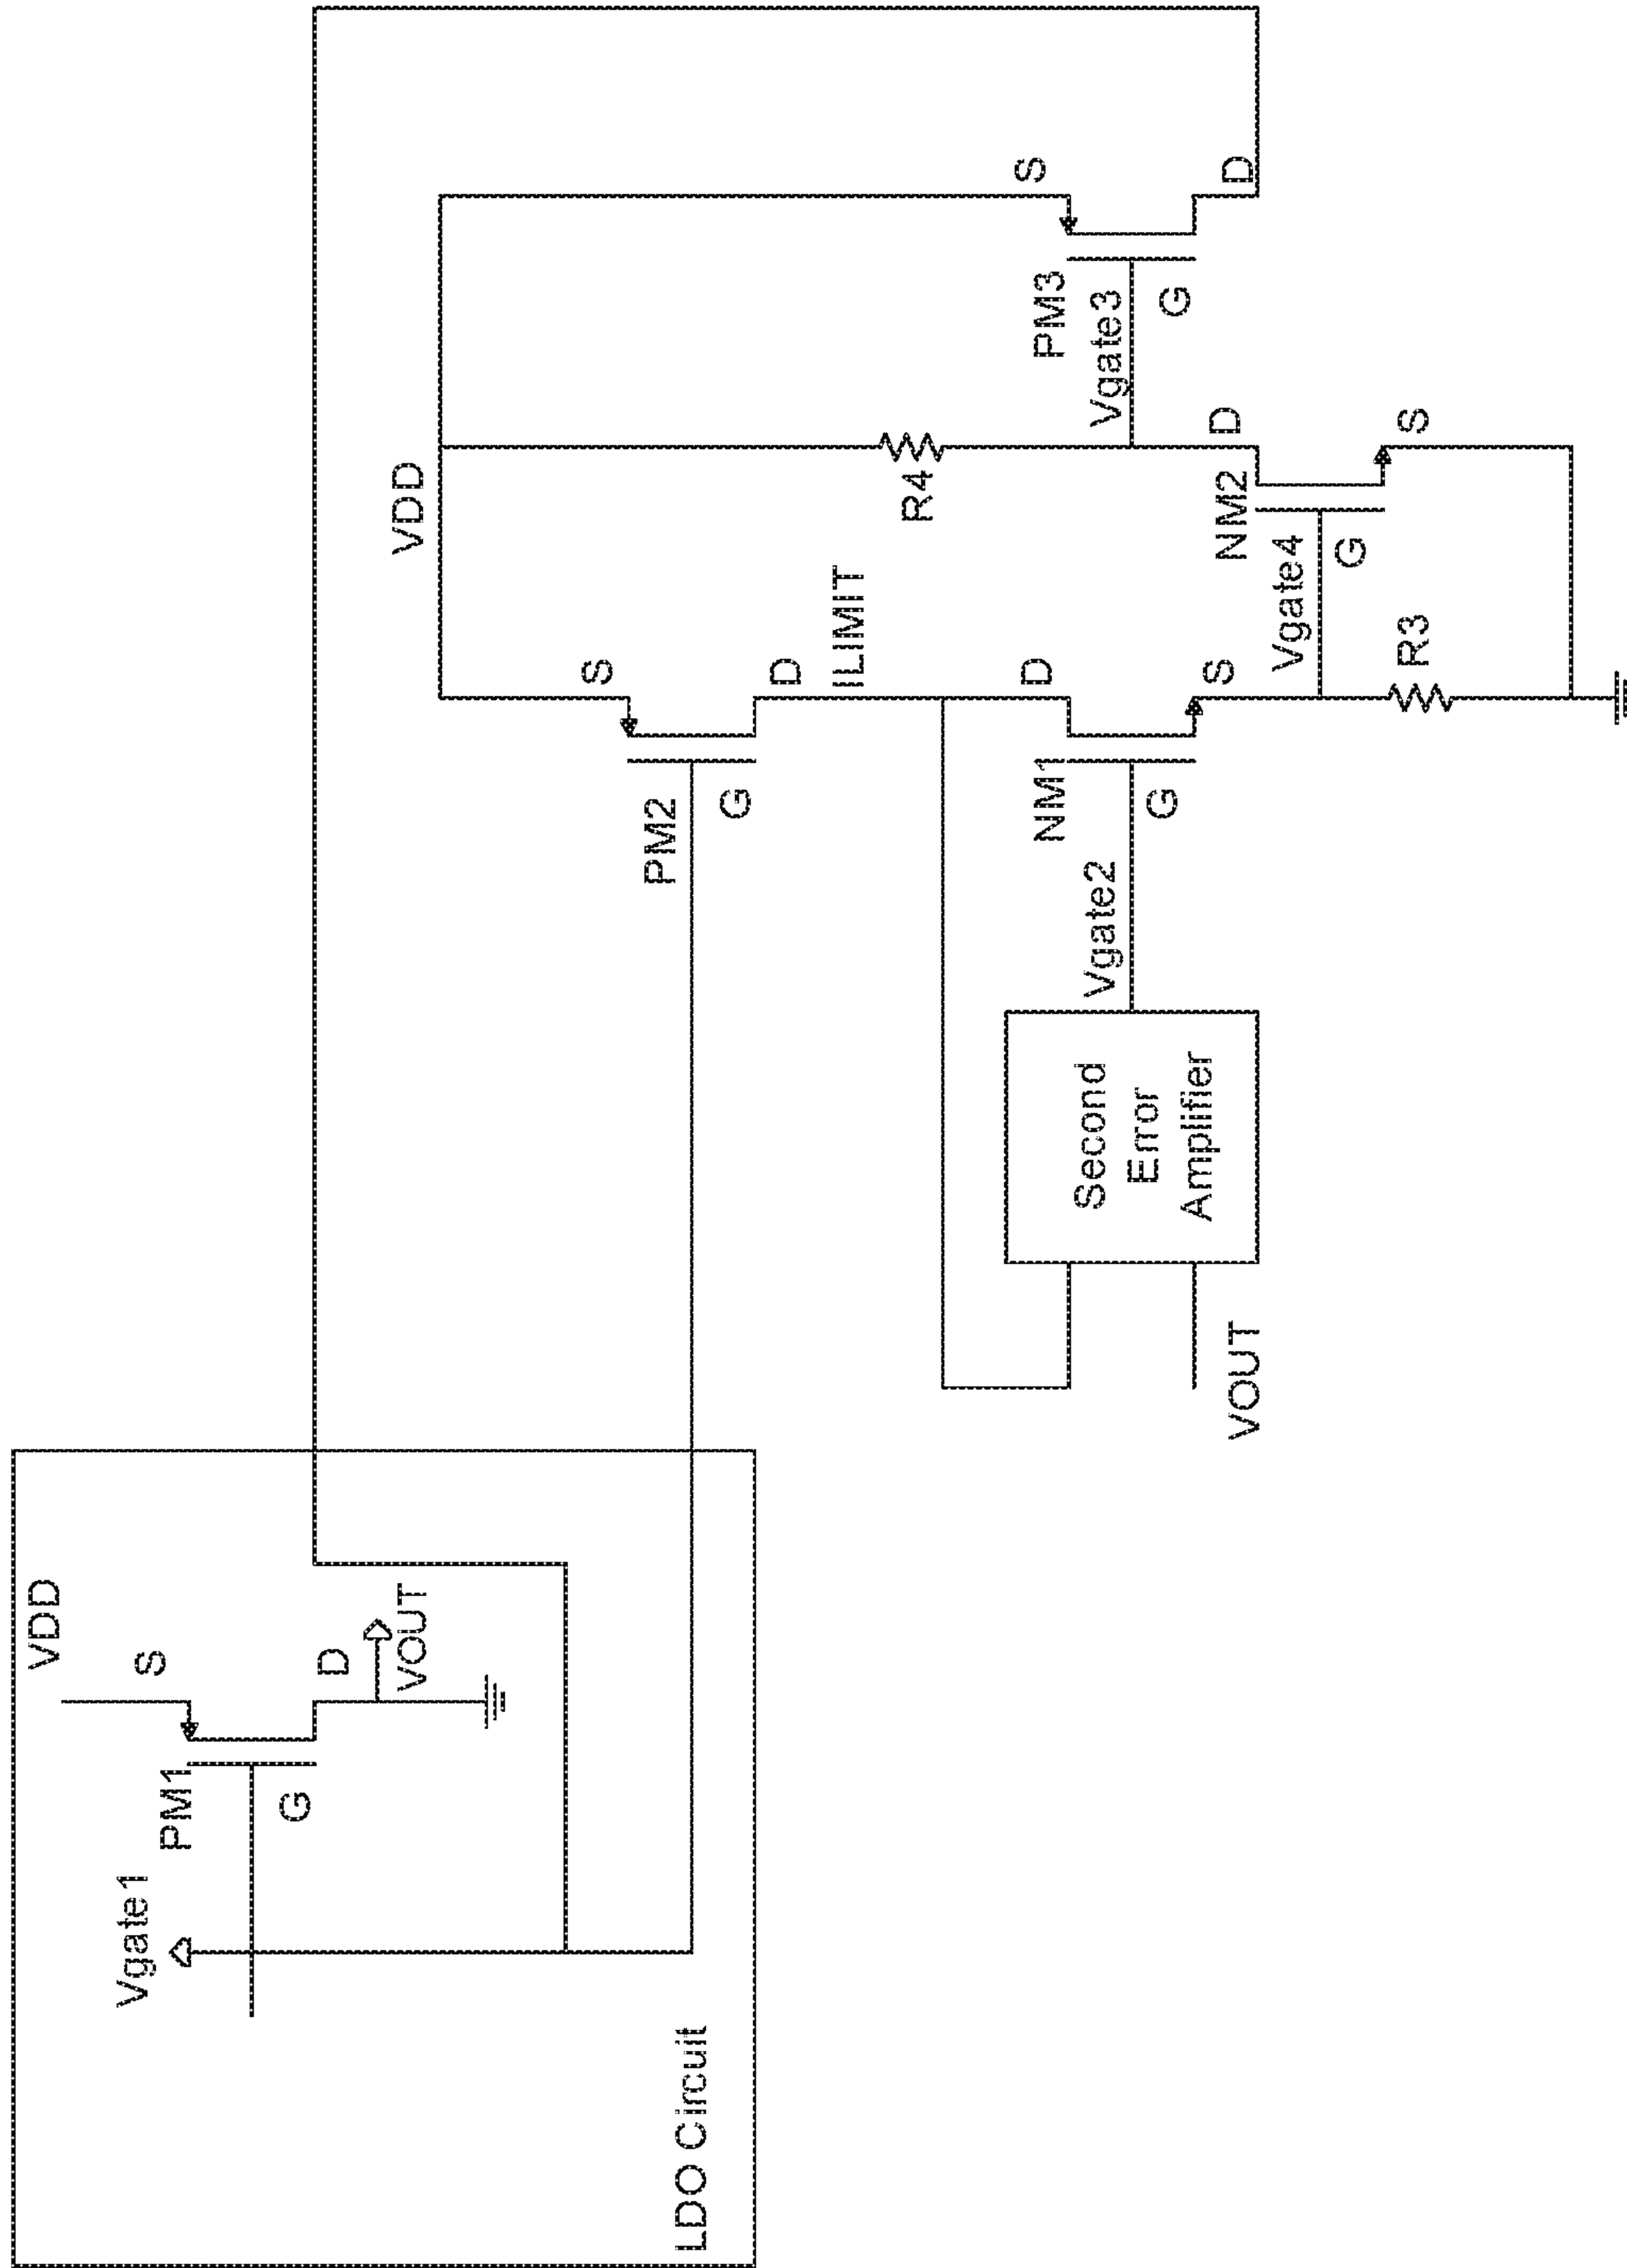 VDD
S
Vgate1
PM1
G
D
VOUT
LDO Circuit
VDD
S
PM2
G
D
ILIMIT
R4
S
PM3
Vgate3
G
D
D
NM1
Vgate2
G
S
Second
Error
Amplifier
VOUT
D
NM2
Vgate4
G
S
R3